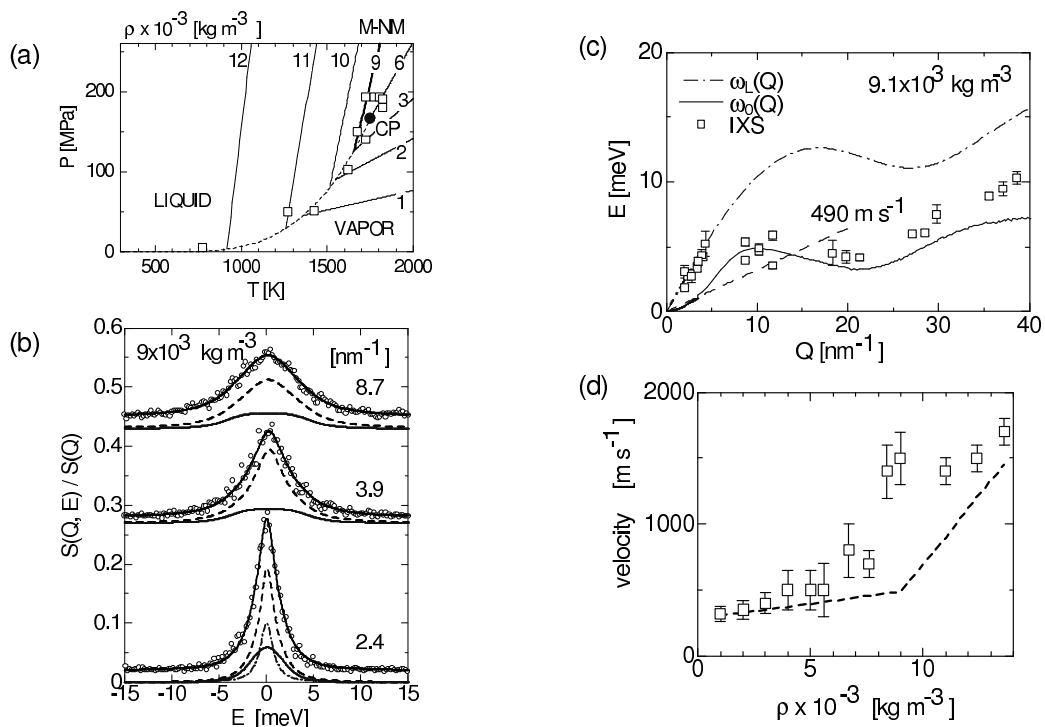 (a)
ρ x 10⁻³ [kg m⁻³] M-NM
12 11 10 9 6
3
CP
2
1
LIQUID
VAPOR
200
100
0
P [MPa]
500 1000 1500 2000
T [K]
(b)
9x10³ kg m⁻³ [nm⁻¹]
8.7
3.9
2.4
0.6
0.5
0.4
0.3
0.2
0.1
0
S(Q, E) / S(Q)
-15 -10 -5 0 5 10 15
E [meV]
(c)
ω_L(Q) 9.1x10³ kg m⁻³
ω_0(Q)
IXS
490 m s⁻¹
20
10
0
E [meV]
0 10 20 30 40
Q [nm⁻¹]
(d)
2000
1000
0
velocity [m s⁻¹]
0 5 10
ρ x 10⁻³ [kg m⁻³]